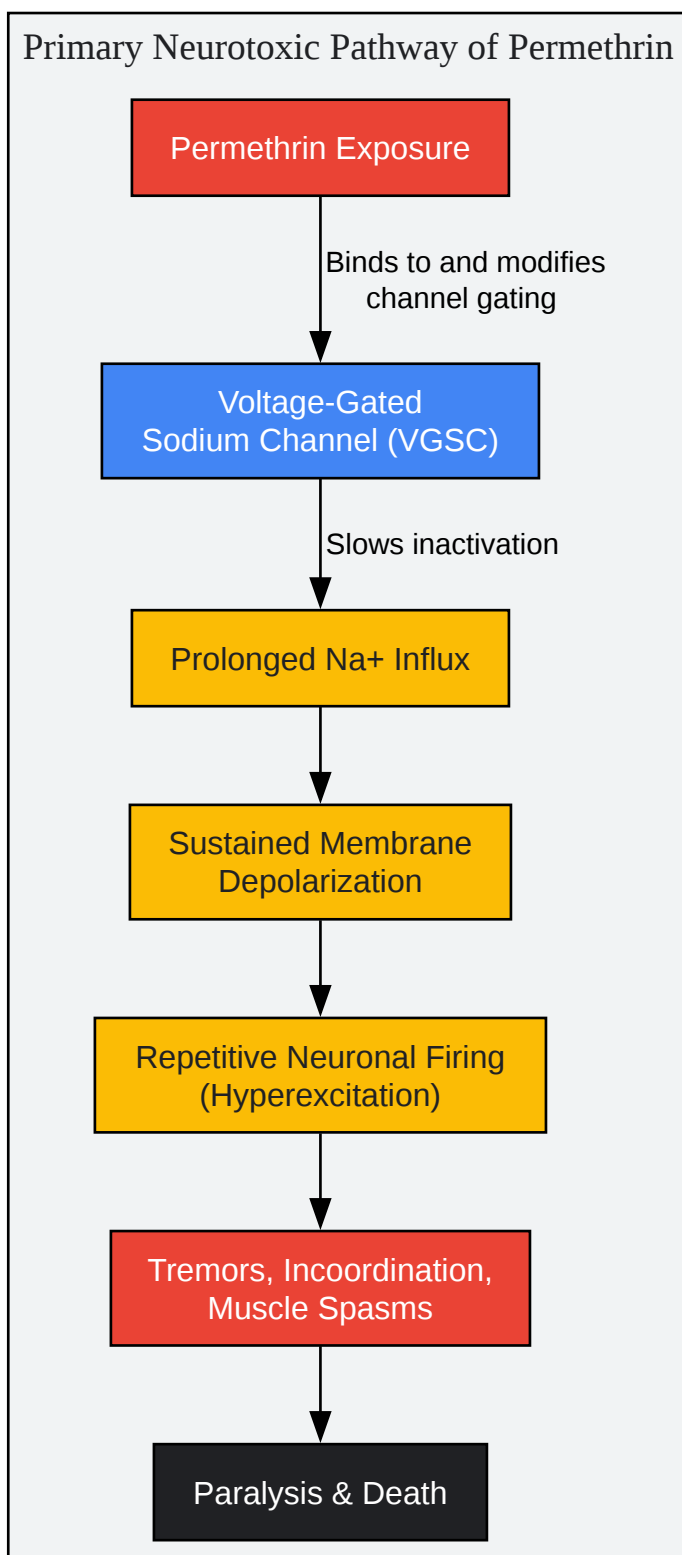 Primary Neurotoxic Pathway of Permethrin
Permethrin Exposure
Binds to and modifies
channel gating
Voltage-Gated
Sodium Channel (VGSC)
Slows inactivation
Prolonged Na+ Influx
Sustained Membrane
Depolarization
Repetitive Neuronal Firing
(Hyperexcitation)
Tremors, Incoordination,
Muscle Spasms
Paralysis & Death